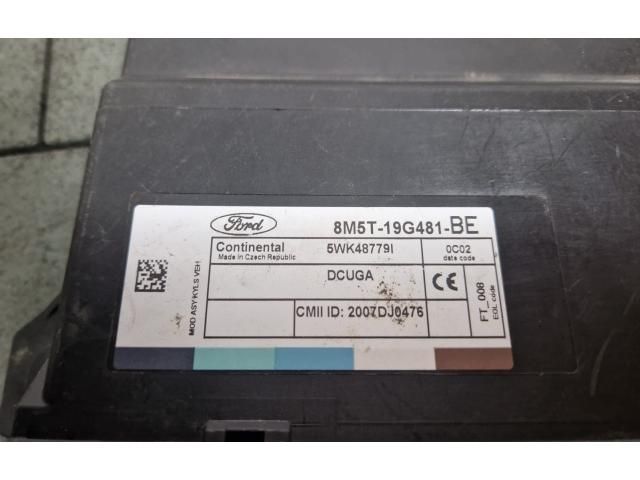 Ford
8M5T-19G481-BE
Continental 5WK48779I 0C02
Made in Czech Republic date code
DCUGA
CE
CMII ID: 2007DJ0476
MOD ASY KYLS VEH
FT_008
EOL code